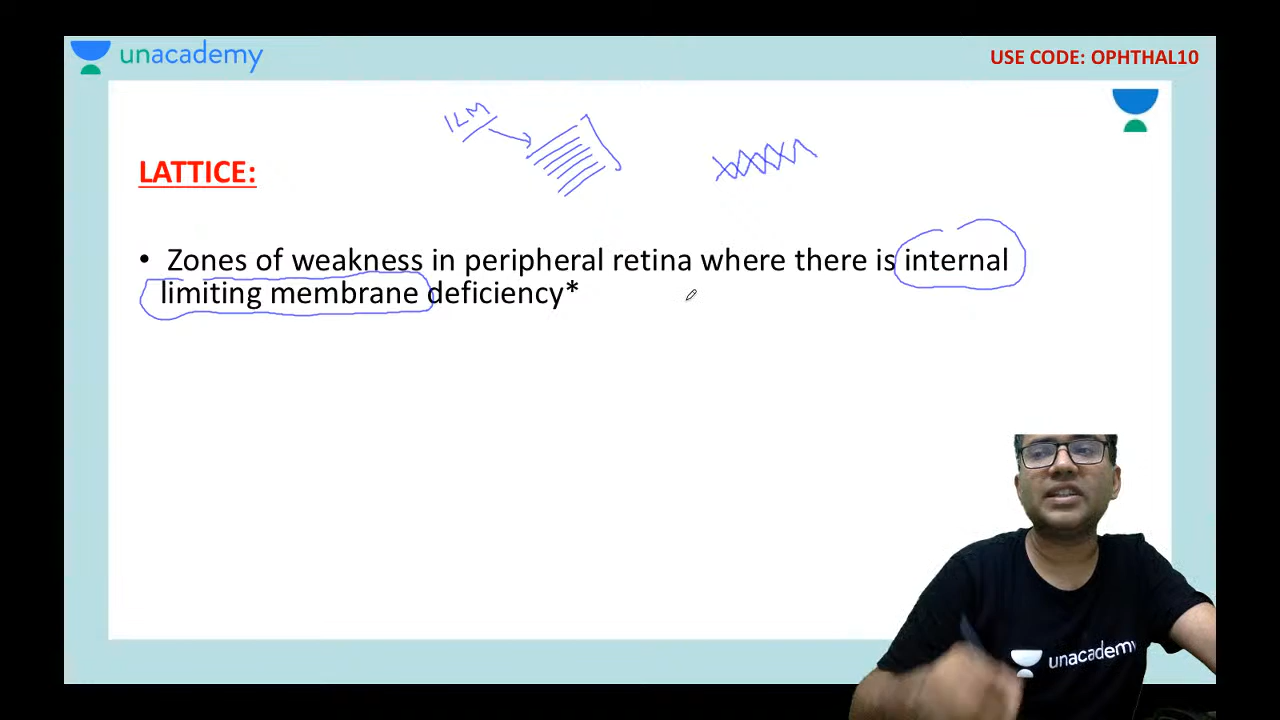 unacademy
USE CODE: OPHTHAL10
ILM
LATTICE:
• Zones of weakness in peripheral retina where there is internal
limiting membrane deficiency*
unacademy